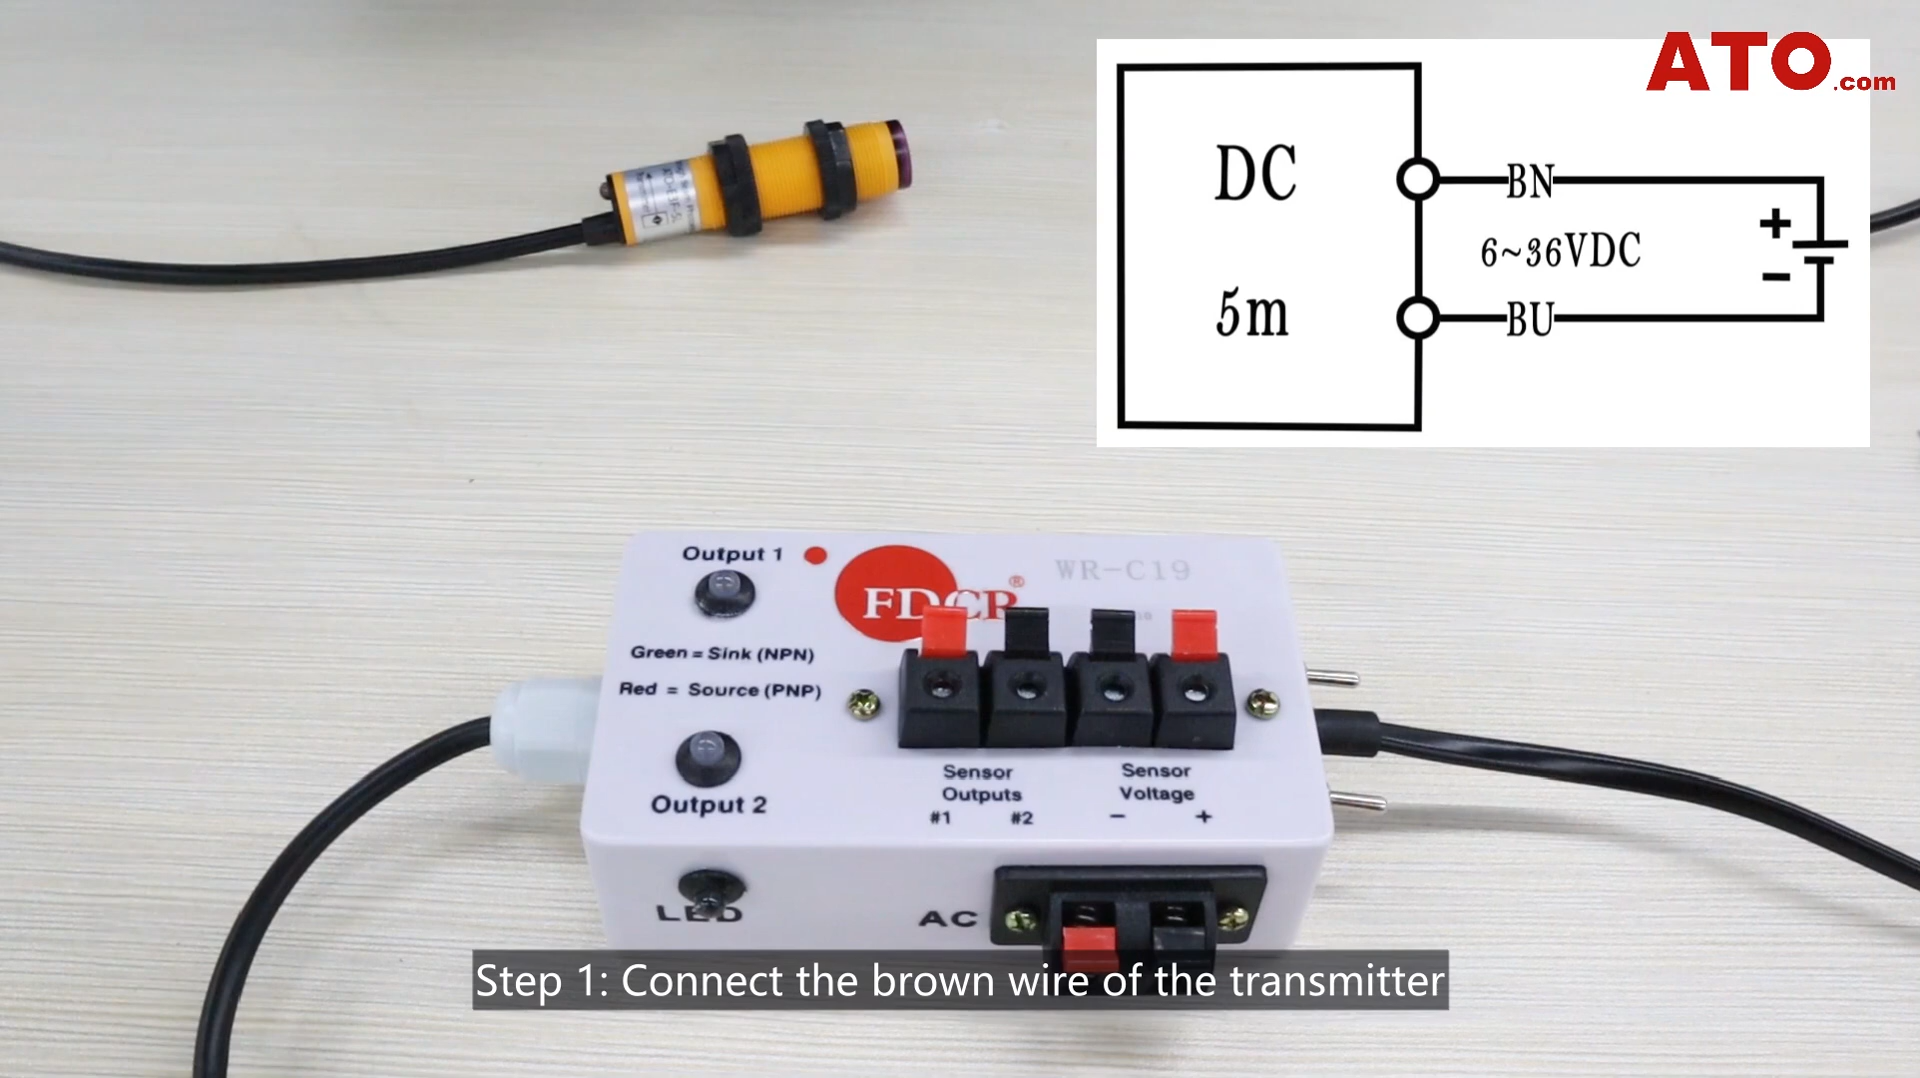 ATO.com
DC
BN
6~36VDC
+
−
5m
BU
Output 1
FDCR®
WR-C19
Green = Sink (NPN)
Red = Source (PNP)
Output 2
Sensor Outputs
#1 #2
Sensor Voltage
− +
LED
AC
Step 1: Connect the brown wire of the transmitter